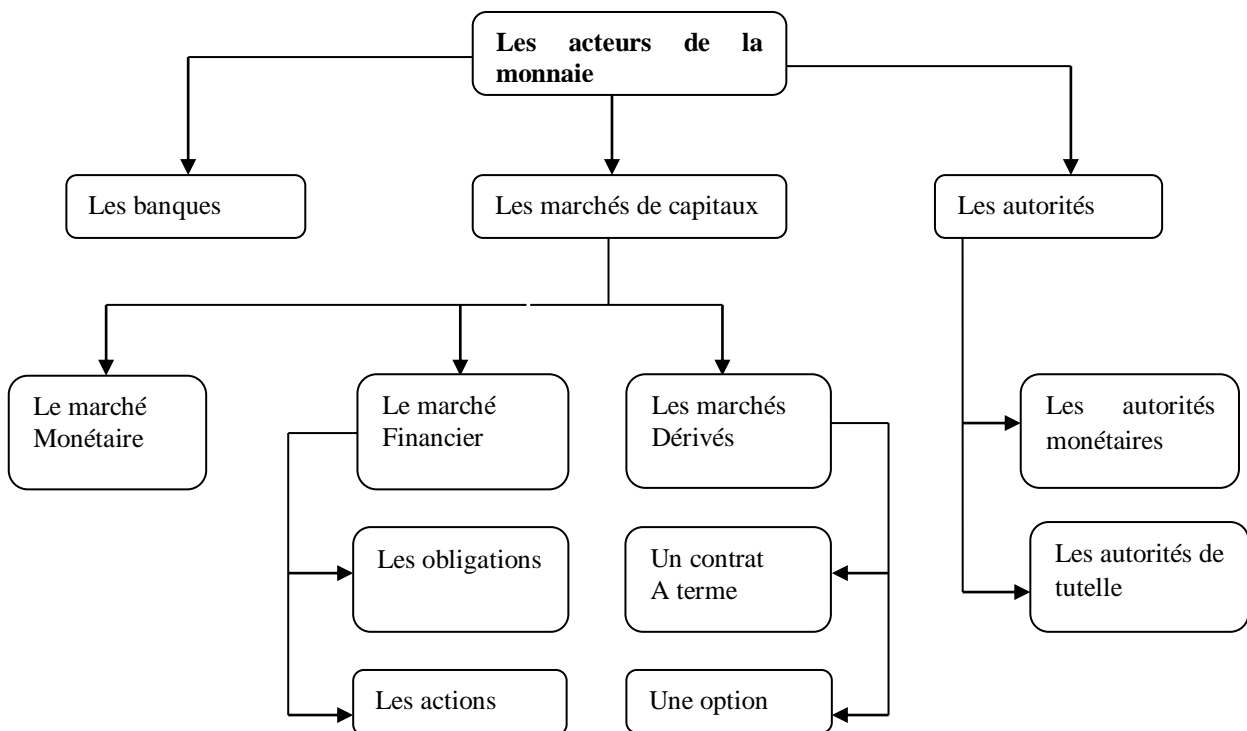 Les acteurs de la
monnaie
Les banques
Les marchés de capitaux
Les autorités
Le marché
Monétaire
Le marché
Financier
Les marchés
Dérivés
Les autorités
monétaires
Les obligations
Un contrat
A terme
Les autorités de
tutelle
Les actions
Une option